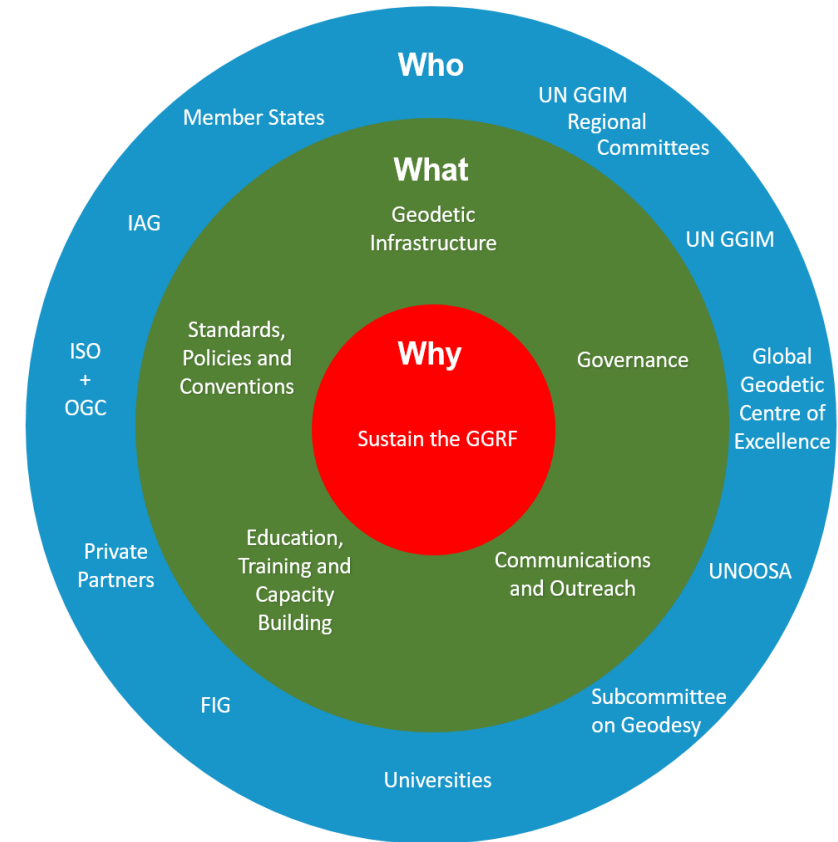 Who
Member States
UN GGIM
Regional
Committees
IAG
UN GGIM
ISO
+
OGC
Global
Geodetic
Centre of
Excellence
Private
Partners
UNOOSA
FIG
Subcommittee
on Geodesy
Universities
What
Geodetic
Infrastructure
Standards,
Policies and
Conventions
Governance
Education,
Training and
Capacity
Building
Communications
and Outreach
Why
Sustain the GGRF